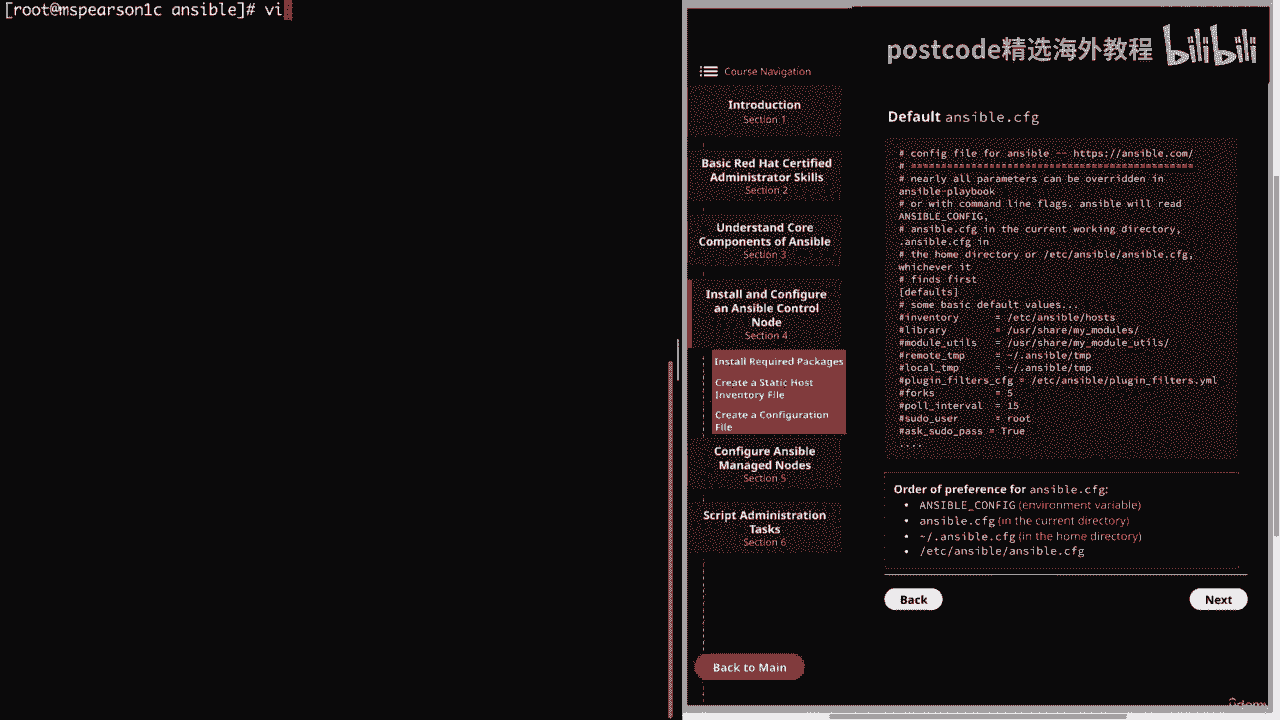 [root@mspearson1c ansible]# vi
postcode精选海外教程 bilibili
Course Navigation
Introduction
Section 1
Basic Red Hat Certified
Administrator Skills
Section 2
Understand Core
Components of Ansible
Section 3
Install and Configure
an Ansible Control
Node
Section 4
Install Required Packages
Create a Static Host
Inventory File
Create a Configuration
File
Configure Ansible
Managed Nodes
Section 5
Script Administration
Tasks
Section 6
Back to Main
Default ansible.cfg
# config file for ansible -- https://ansible.com/
# ===============================================
# nearly all parameters can be overridden in
ansible-playbook
# or with command line flags. ansible will read
ANSIBLE_CONFIG,
# ansible.cfg in the current working directory,
.ansible.cfg in
# the home directory or /etc/ansible/ansible.cfg,
whichever it
# finds first
[defaults]
# some basic default values...
#inventory = /etc/ansible/hosts
#library = /usr/share/my_modules/
#module_utils = /usr/share/my_module_utils/
#remote_tmp = ~/.ansible/tmp
#local_tmp = ~/.ansible/tmp
#plugin_filters_cfg = /etc/ansible/plugin_filters.yml
#forks = 5
#poll_interval = 15
#sudo_user = root
#ask_sudo_pass = True
....
Order of preference for ansible.cfg:
• ANSIBLE_CONFIG (environment variable)
• ansible.cfg (in the current directory)
• ~/.ansible.cfg (in the home directory)
• /etc/ansible/ansible.cfg
Back
Next
ûdemy